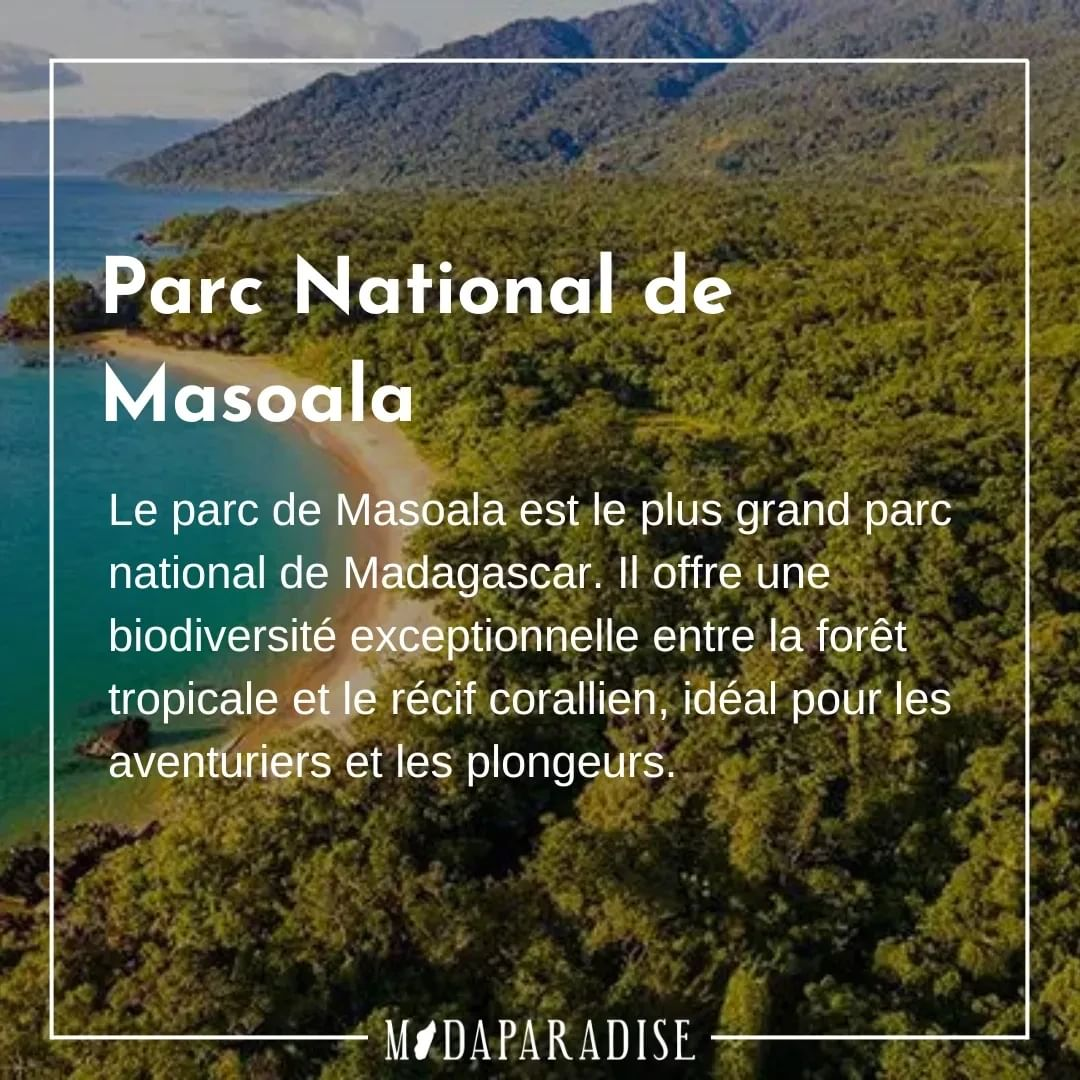 Parc National de
Masoala
Le parc de Masoala est le plus grand parc
national de Madagascar. Il offre une
biodiversité exceptionnelle entre la forêt
tropicale et le récif corallien, idéal pour les
aventuriers et les plongeurs.
MADAPARADISE